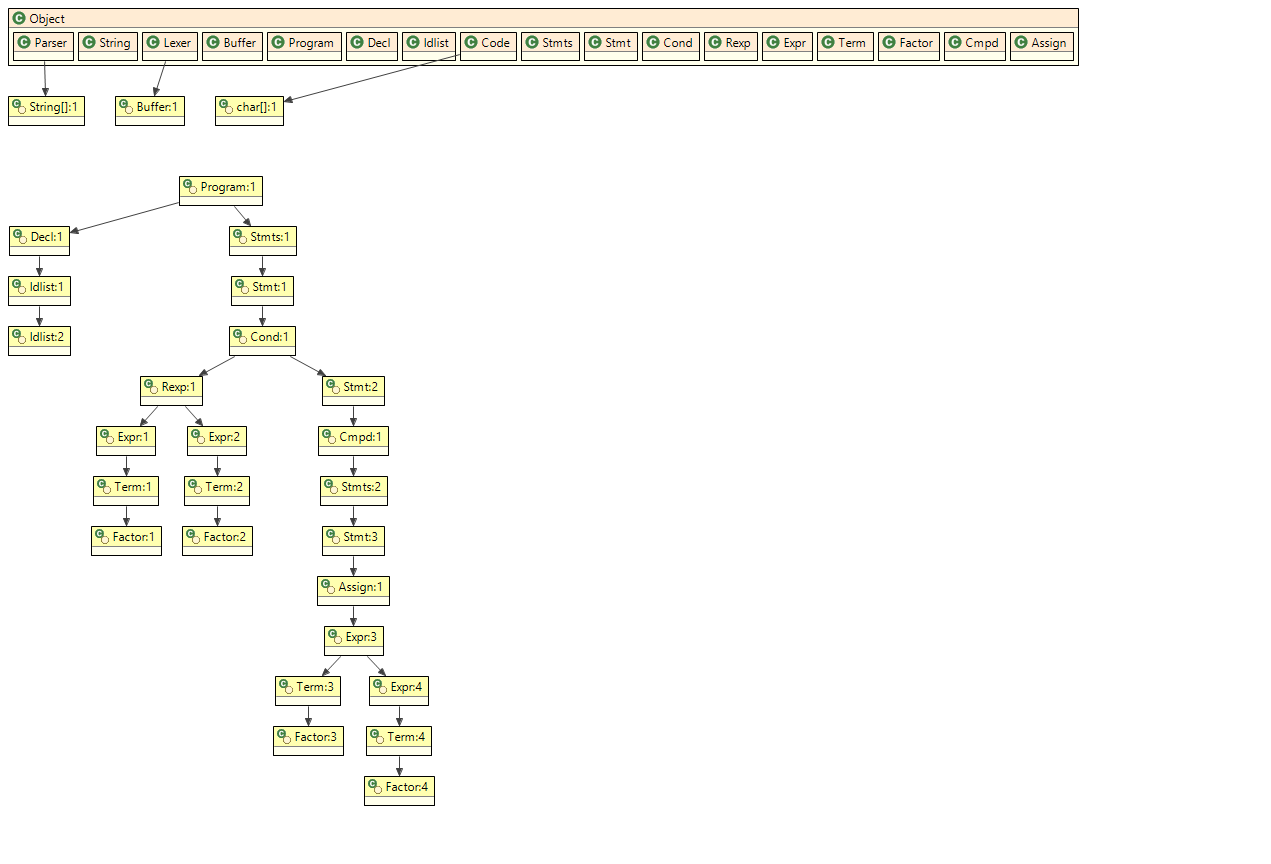 Object
Parser String Lexer Buffer Program Decl Idlist Code Stmts Stmt Cond Rexp Expr Term Factor Cmpd Assign
String[]:1 Buffer:1 char[]:1
Program:1
Decl:1 Stmts:1
Idlist:1 Stmt:1
Idlist:2 Cond:1
Rexp:1 Stmt:2
Expr:1 Expr:2 Cmpd:1
Term:1 Term:2 Stmts:2
Factor:1 Factor:2 Stmt:3
Assign:1
Expr:3
Term:3 Expr:4
Factor:3 Term:4
Factor:4